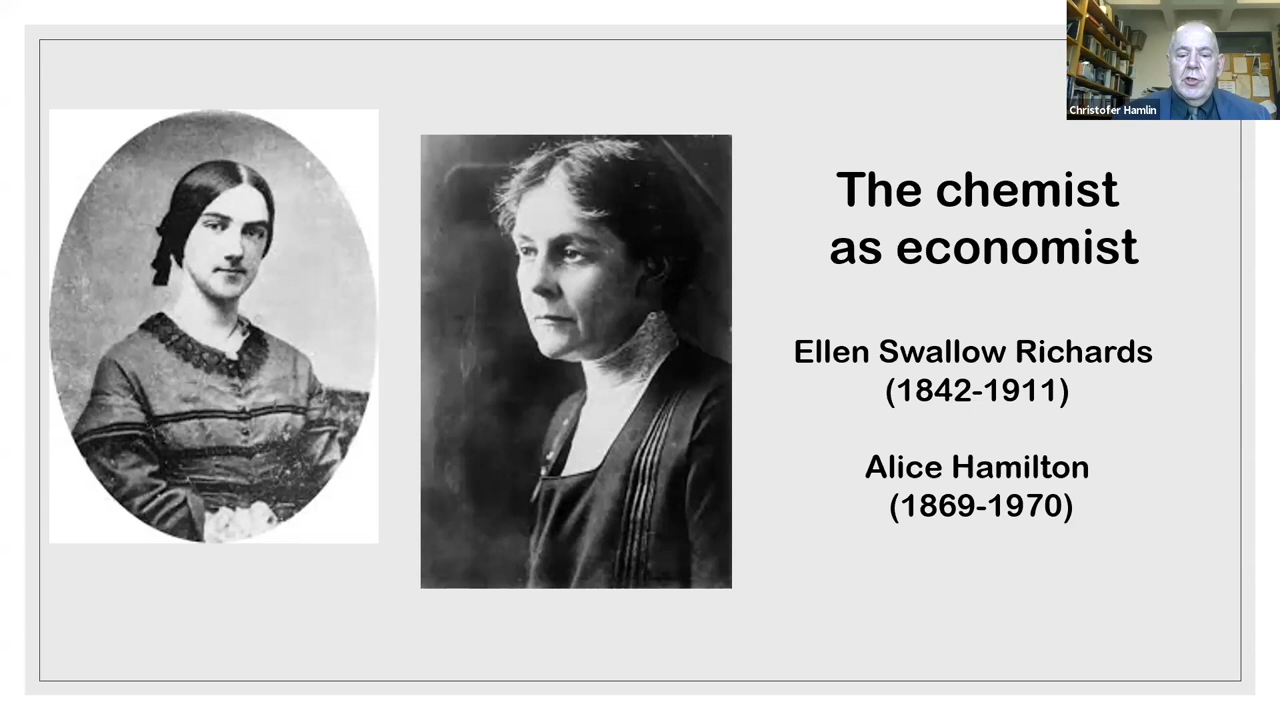 Christofer Hamlin
The chemist
as economist
Ellen Swallow Richards
(1842-1911)
Alice Hamilton
(1869-1970)